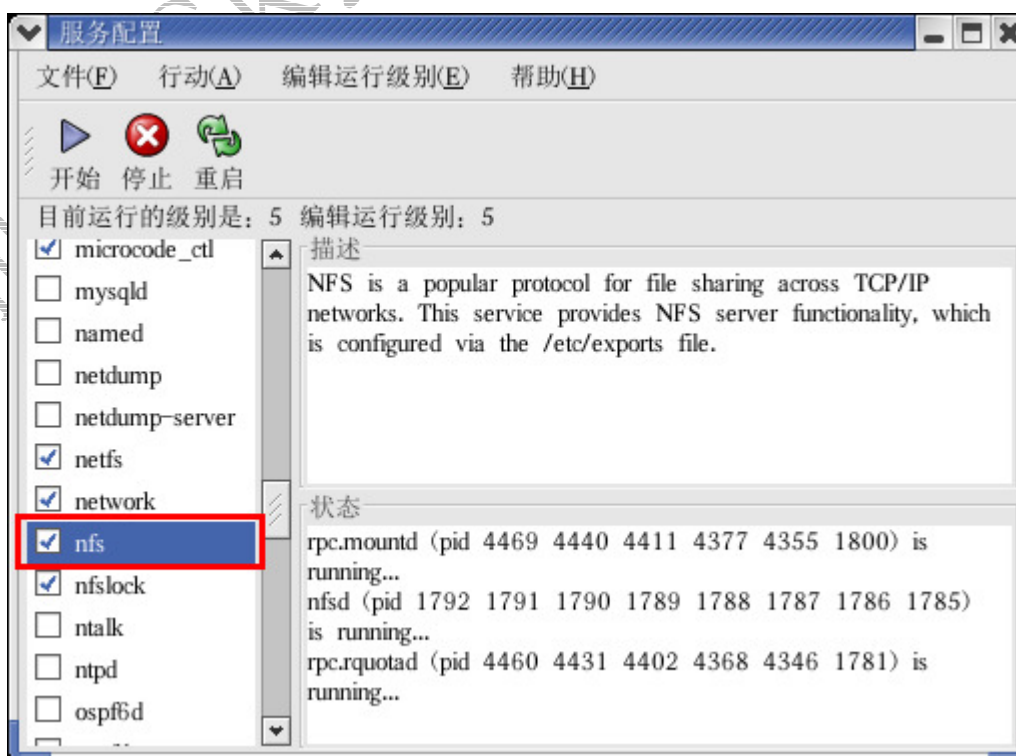 服务配置
文件(F) 行动(A) 编辑运行级别(E) 帮助(H)
开始 停止 重启
目前运行的级别是: 5 编辑运行级别: 5
microcode_ctl
mysqld
named
netdump
netdump-server
netfs
network
nfs
nfslock
ntalk
ntpd
ospf6d
描述
NFS is a popular protocol for file sharing across TCP/IP
networks. This service provides NFS server functionality, which
is configured via the /etc/exports file.
状态
rpc.mountd (pid 4469 4440 4411 4377 4355 1800) is
running...
nfsd (pid 1792 1791 1790 1789 1788 1787 1786 1785)
is running...
rpc.rquotad (pid 4460 4431 4402 4368 4346 1781) is
running...